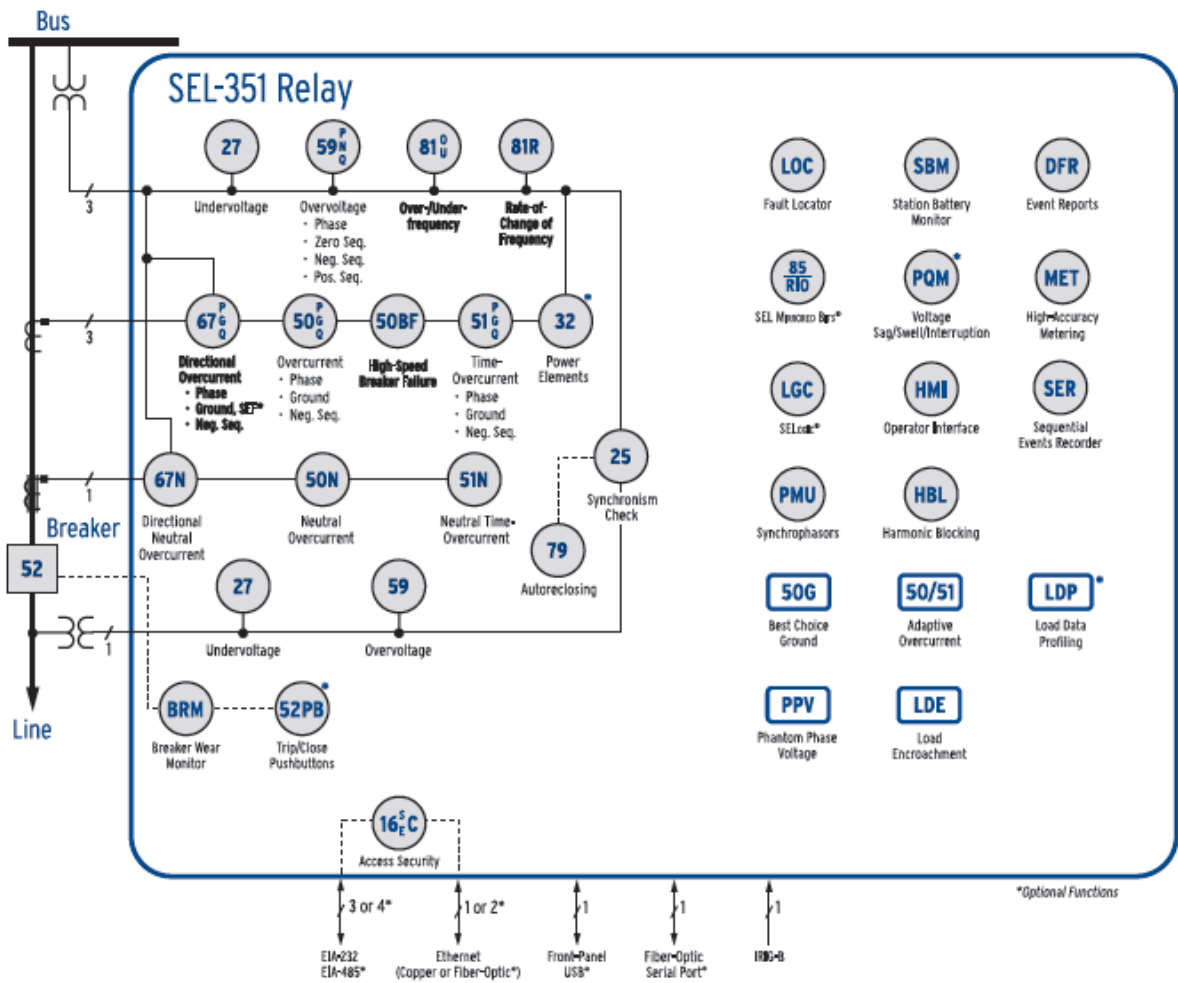 Bus
SEL-351 Relay
27
59 P N Q
81 O U
81R
LOC
SBM
DFR
3
Undervoltage
Overvoltage
· Phase
· Zero Seq.
· Neg. Seq.
· Pos. Seq.
Over-/Under-
frequency
Rate-of-
Change of
Frequency
Fault Locator
Station Battery
Monitor
Event Reports
85
RIO
PQM*
MET
SEL MIRRORED BITS®
Voltage
Sag/Swell/Interruption
High-Accuracy
Metering
3
67 P G Q
50 P G Q
50BF
51 P G Q
32*
Directional
Overcurrent
· Phase
· Ground, SEF*
· Neg. Seq.
Overcurrent
· Phase
· Ground
· Neg. Seq.
High-Speed
Breaker Failure
Time-
Overcurrent
· Phase
· Ground
· Neg. Seq.
Power
Elements
LGC
HMI
SER
SELOGIC®
Operator Interface
Sequential
Events Recorder
1
67N
50N
51N
25
Synchronism
Check
Directional
Neutral
Overcurrent
Neutral
Overcurrent
Neutral Time-
Overcurrent
PMU
HBL
Synchrophasors
Harmonic Blocking
Breaker
52
79
Autoreclosing
27
59
1
Undervoltage
Overvoltage
50G
50/51
LDP*
Best Choice
Ground
Adaptive
Overcurrent
Load Data
Profiling
Line
BRM
52PB*
Breaker Wear
Monitor
Trip/Close
Pushbuttons
PPV
LDE
Phantom Phase
Voltage
Load
Encroachment
16 S E C
Access Security
*Optional Functions
3 or 4*
1 or 2*
1
1
1
EIA-232
EIA-485*
Ethernet
(Copper or Fiber-Optic*)
Front-Panel
USB*
Fiber-Optic
Serial Port*
IRIG-B